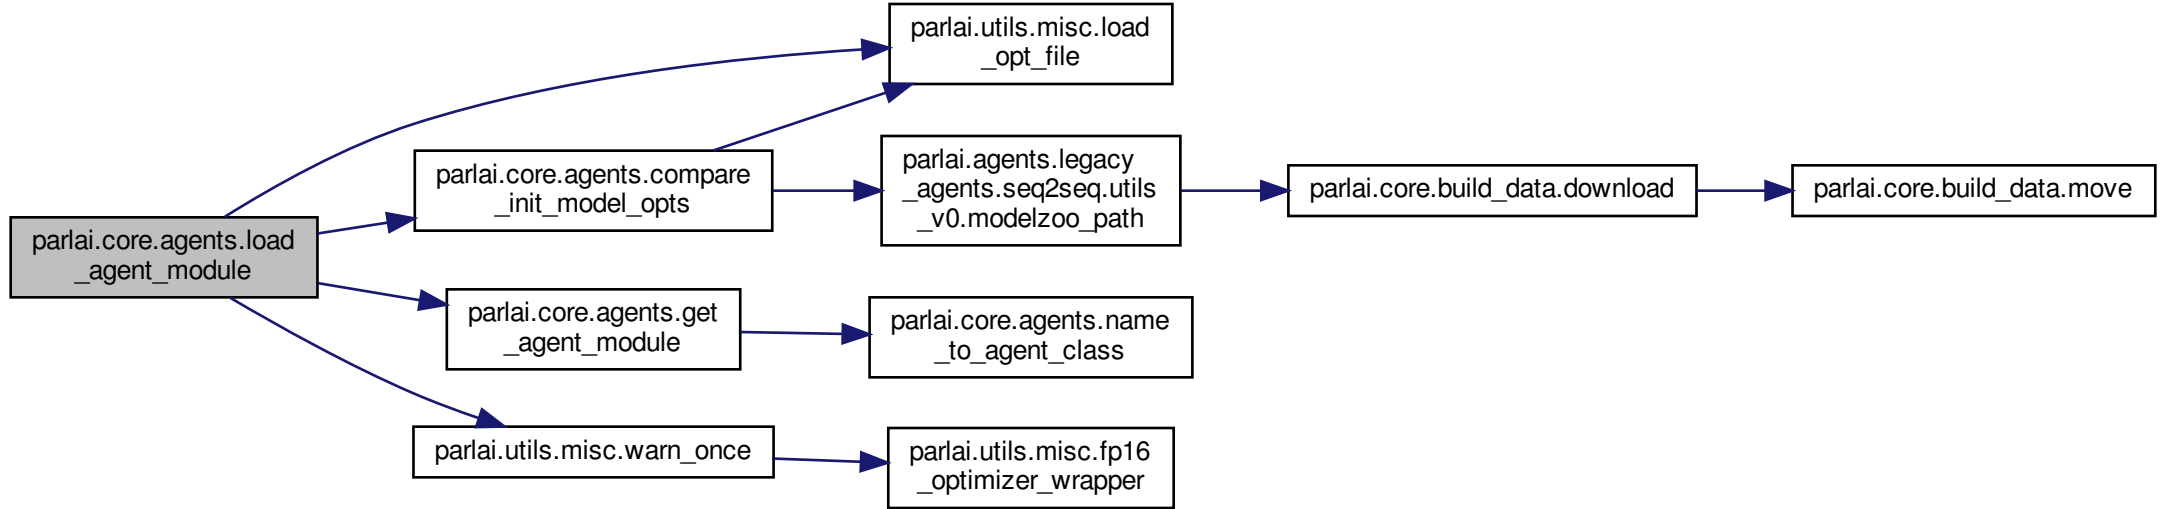 parlai.core.agents.load
_agent_module
parlai.utils.misc.load
_opt_file
parlai.core.agents.compare
_init_model_opts
parlai.agents.legacy
_agents.seq2seq.utils
_v0.modelzoo_path
parlai.core.build_data.download
parlai.core.build_data.move
parlai.core.agents.get
_agent_module
parlai.core.agents.name
_to_agent_class
parlai.utils.misc.warn_once
parlai.utils.misc.fp16
_optimizer_wrapper